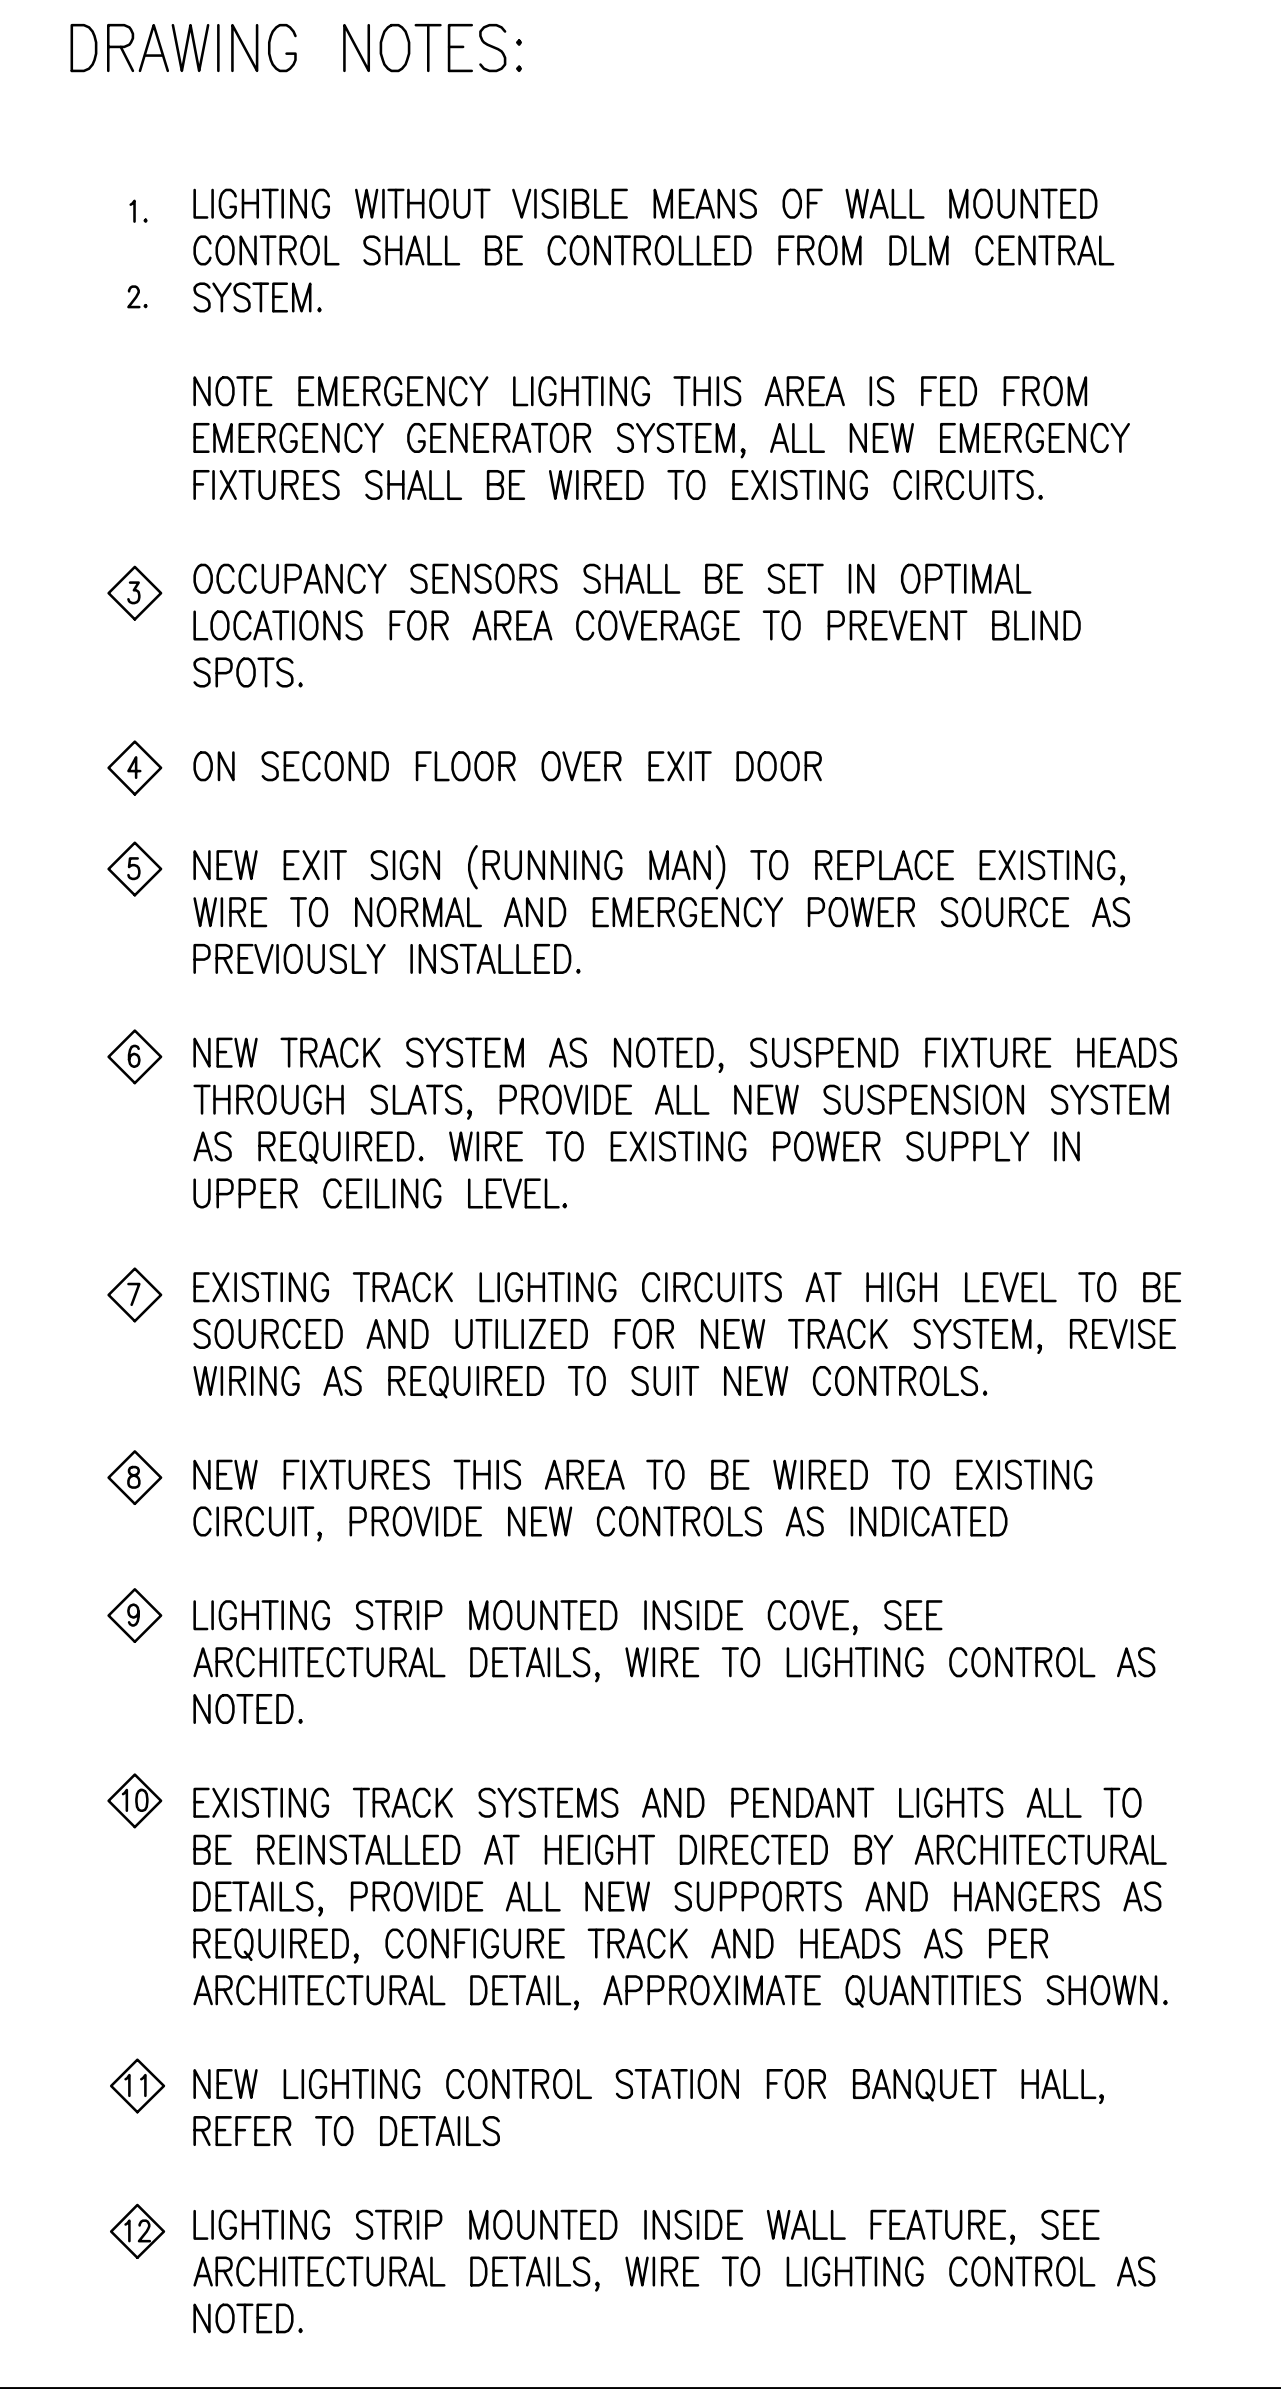 DRAWING NOTES:
1. LIGHTING WITHOUT VISIBLE MEANS OF WALL MOUNTED
CONTROL SHALL BE CONTROLLED FROM DLM CENTRAL
2. SYSTEM.
NOTE EMERGENCY LIGHTING THIS AREA IS FED FROM
EMERGENCY GENERATOR SYSTEM, ALL NEW EMERGENCY
FIXTURES SHALL BE WIRED TO EXISTING CIRCUITS.
3 OCCUPANCY SENSORS SHALL BE SET IN OPTIMAL
LOCATIONS FOR AREA COVERAGE TO PREVENT BLIND
SPOTS.
4 ON SECOND FLOOR OVER EXIT DOOR
5 NEW EXIT SIGN (RUNNING MAN) TO REPLACE EXISTING,
WIRE TO NORMAL AND EMERGENCY POWER SOURCE AS
PREVIOUSLY INSTALLED.
6 NEW TRACK SYSTEM AS NOTED, SUSPEND FIXTURE HEADS
THROUGH SLATS, PROVIDE ALL NEW SUSPENSION SYSTEM
AS REQUIRED. WIRE TO EXISTING POWER SUPPLY IN
UPPER CEILING LEVEL.
7 EXISTING TRACK LIGHTING CIRCUITS AT HIGH LEVEL TO BE
SOURCED AND UTILIZED FOR NEW TRACK SYSTEM, REVISE
WIRING AS REQUIRED TO SUIT NEW CONTROLS.
8 NEW FIXTURES THIS AREA TO BE WIRED TO EXISTING
CIRCUIT, PROVIDE NEW CONTROLS AS INDICATED
9 LIGHTING STRIP MOUNTED INSIDE COVE, SEE
ARCHITECTURAL DETAILS, WIRE TO LIGHTING CONTROL AS
NOTED.
10 EXISTING TRACK SYSTEMS AND PENDANT LIGHTS ALL TO
BE REINSTALLED AT HEIGHT DIRECTED BY ARCHITECTURAL
DETAILS, PROVIDE ALL NEW SUPPORTS AND HANGERS AS
REQUIRED, CONFIGURE TRACK AND HEADS AS PER
ARCHITECTURAL DETAIL, APPROXIMATE QUANTITIES SHOWN.
11 NEW LIGHTING CONTROL STATION FOR BANQUET HALL,
REFER TO DETAILS
12 LIGHTING STRIP MOUNTED INSIDE WALL FEATURE, SEE
ARCHITECTURAL DETAILS, WIRE TO LIGHTING CONTROL AS
NOTED.